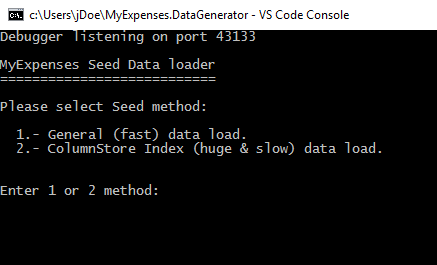 c:\Users\jDoe\MyExpenses.DataGenerator - VS Code Console
Debugger listening on port 43133
MyExpenses Seed Data loader
===========================
Please select Seed method:
1.- General (fast) data load.
2.- ColumnStore Index (huge & slow) data load.
Enter 1 or 2 method: